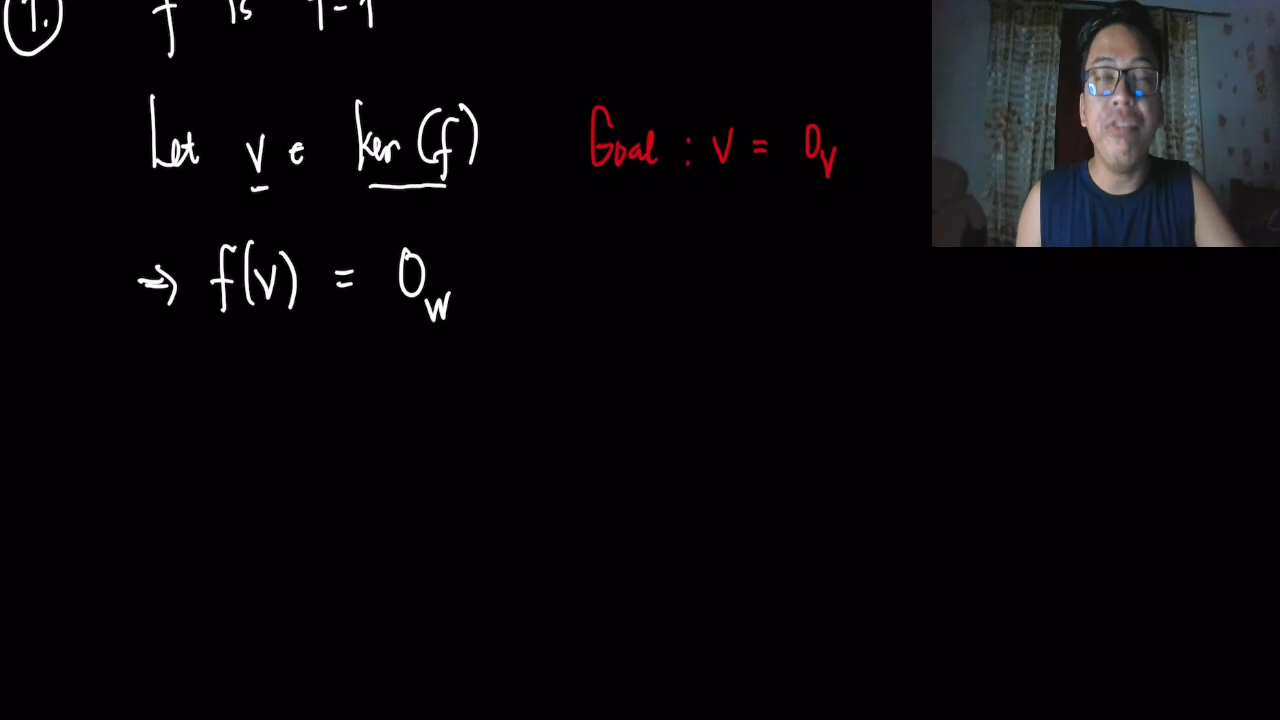 1. f is 1-1
Let v ∈ ker(f) Goal : v = 0_V
⇒ f(v) = 0_W